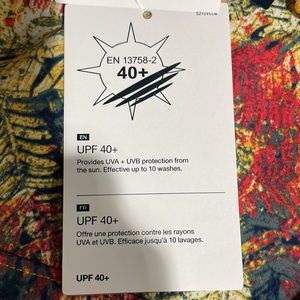 EN 13758-2
40+
EN
UPF 40+
Provides UVA + UVB protection from
the sun. Effective up to 10 washes.
FR
UPF 40+
Offre une protection contre les rayons
UVA et UVB. Efficace jusqu'à 10 lavages.
UPF 40+